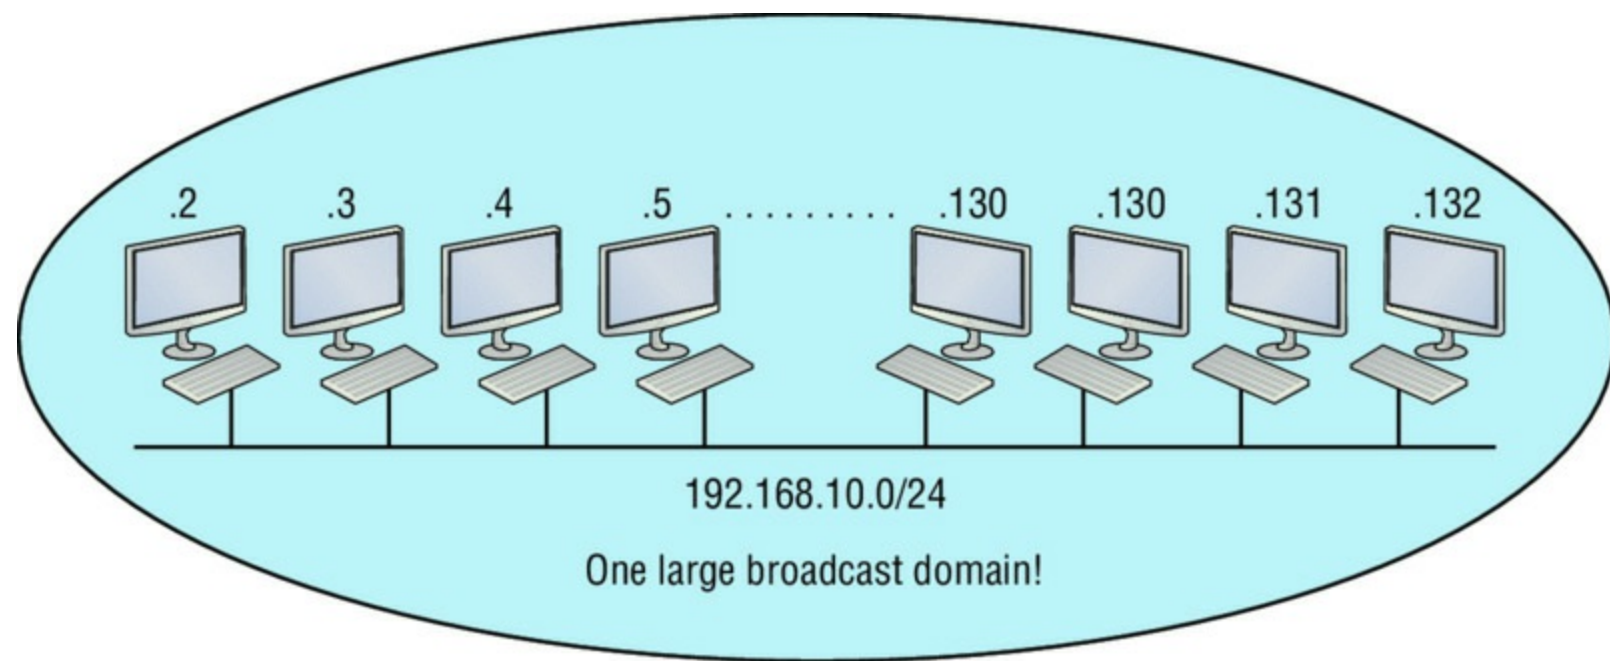 .2 .3 .4 .5 ......... .130 .130 .131 .132
192.168.10.0/24
One large broadcast domain!